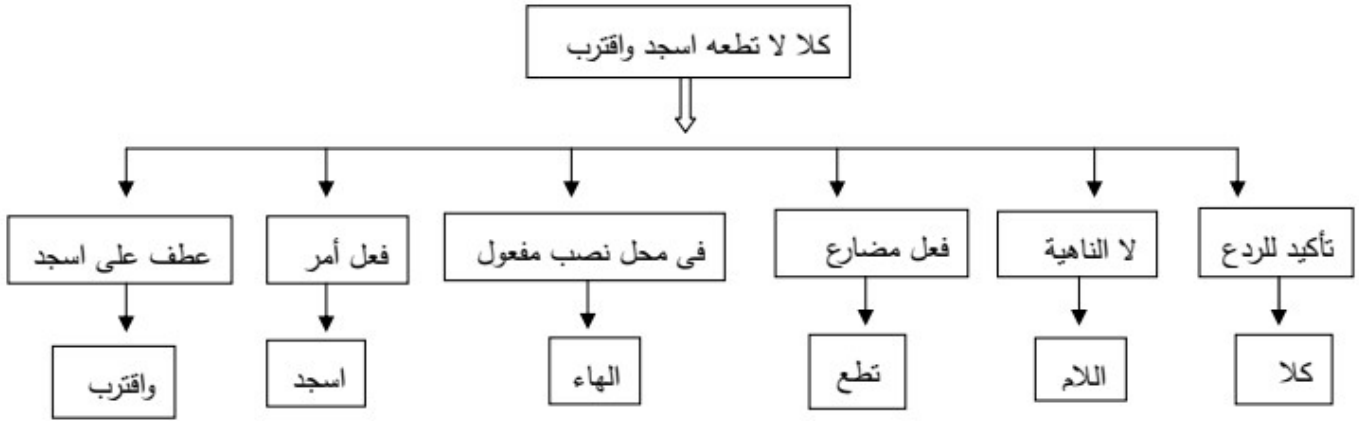 كلا لا تطعه اسجد واقترب
تأكيد للردع
لا الناهية
فعل مضارع
فى محل نصب مفعول
فعل أمر
عطف على اسجد
كلا
اللام
تطع
الهاء
اسجد
واقترب